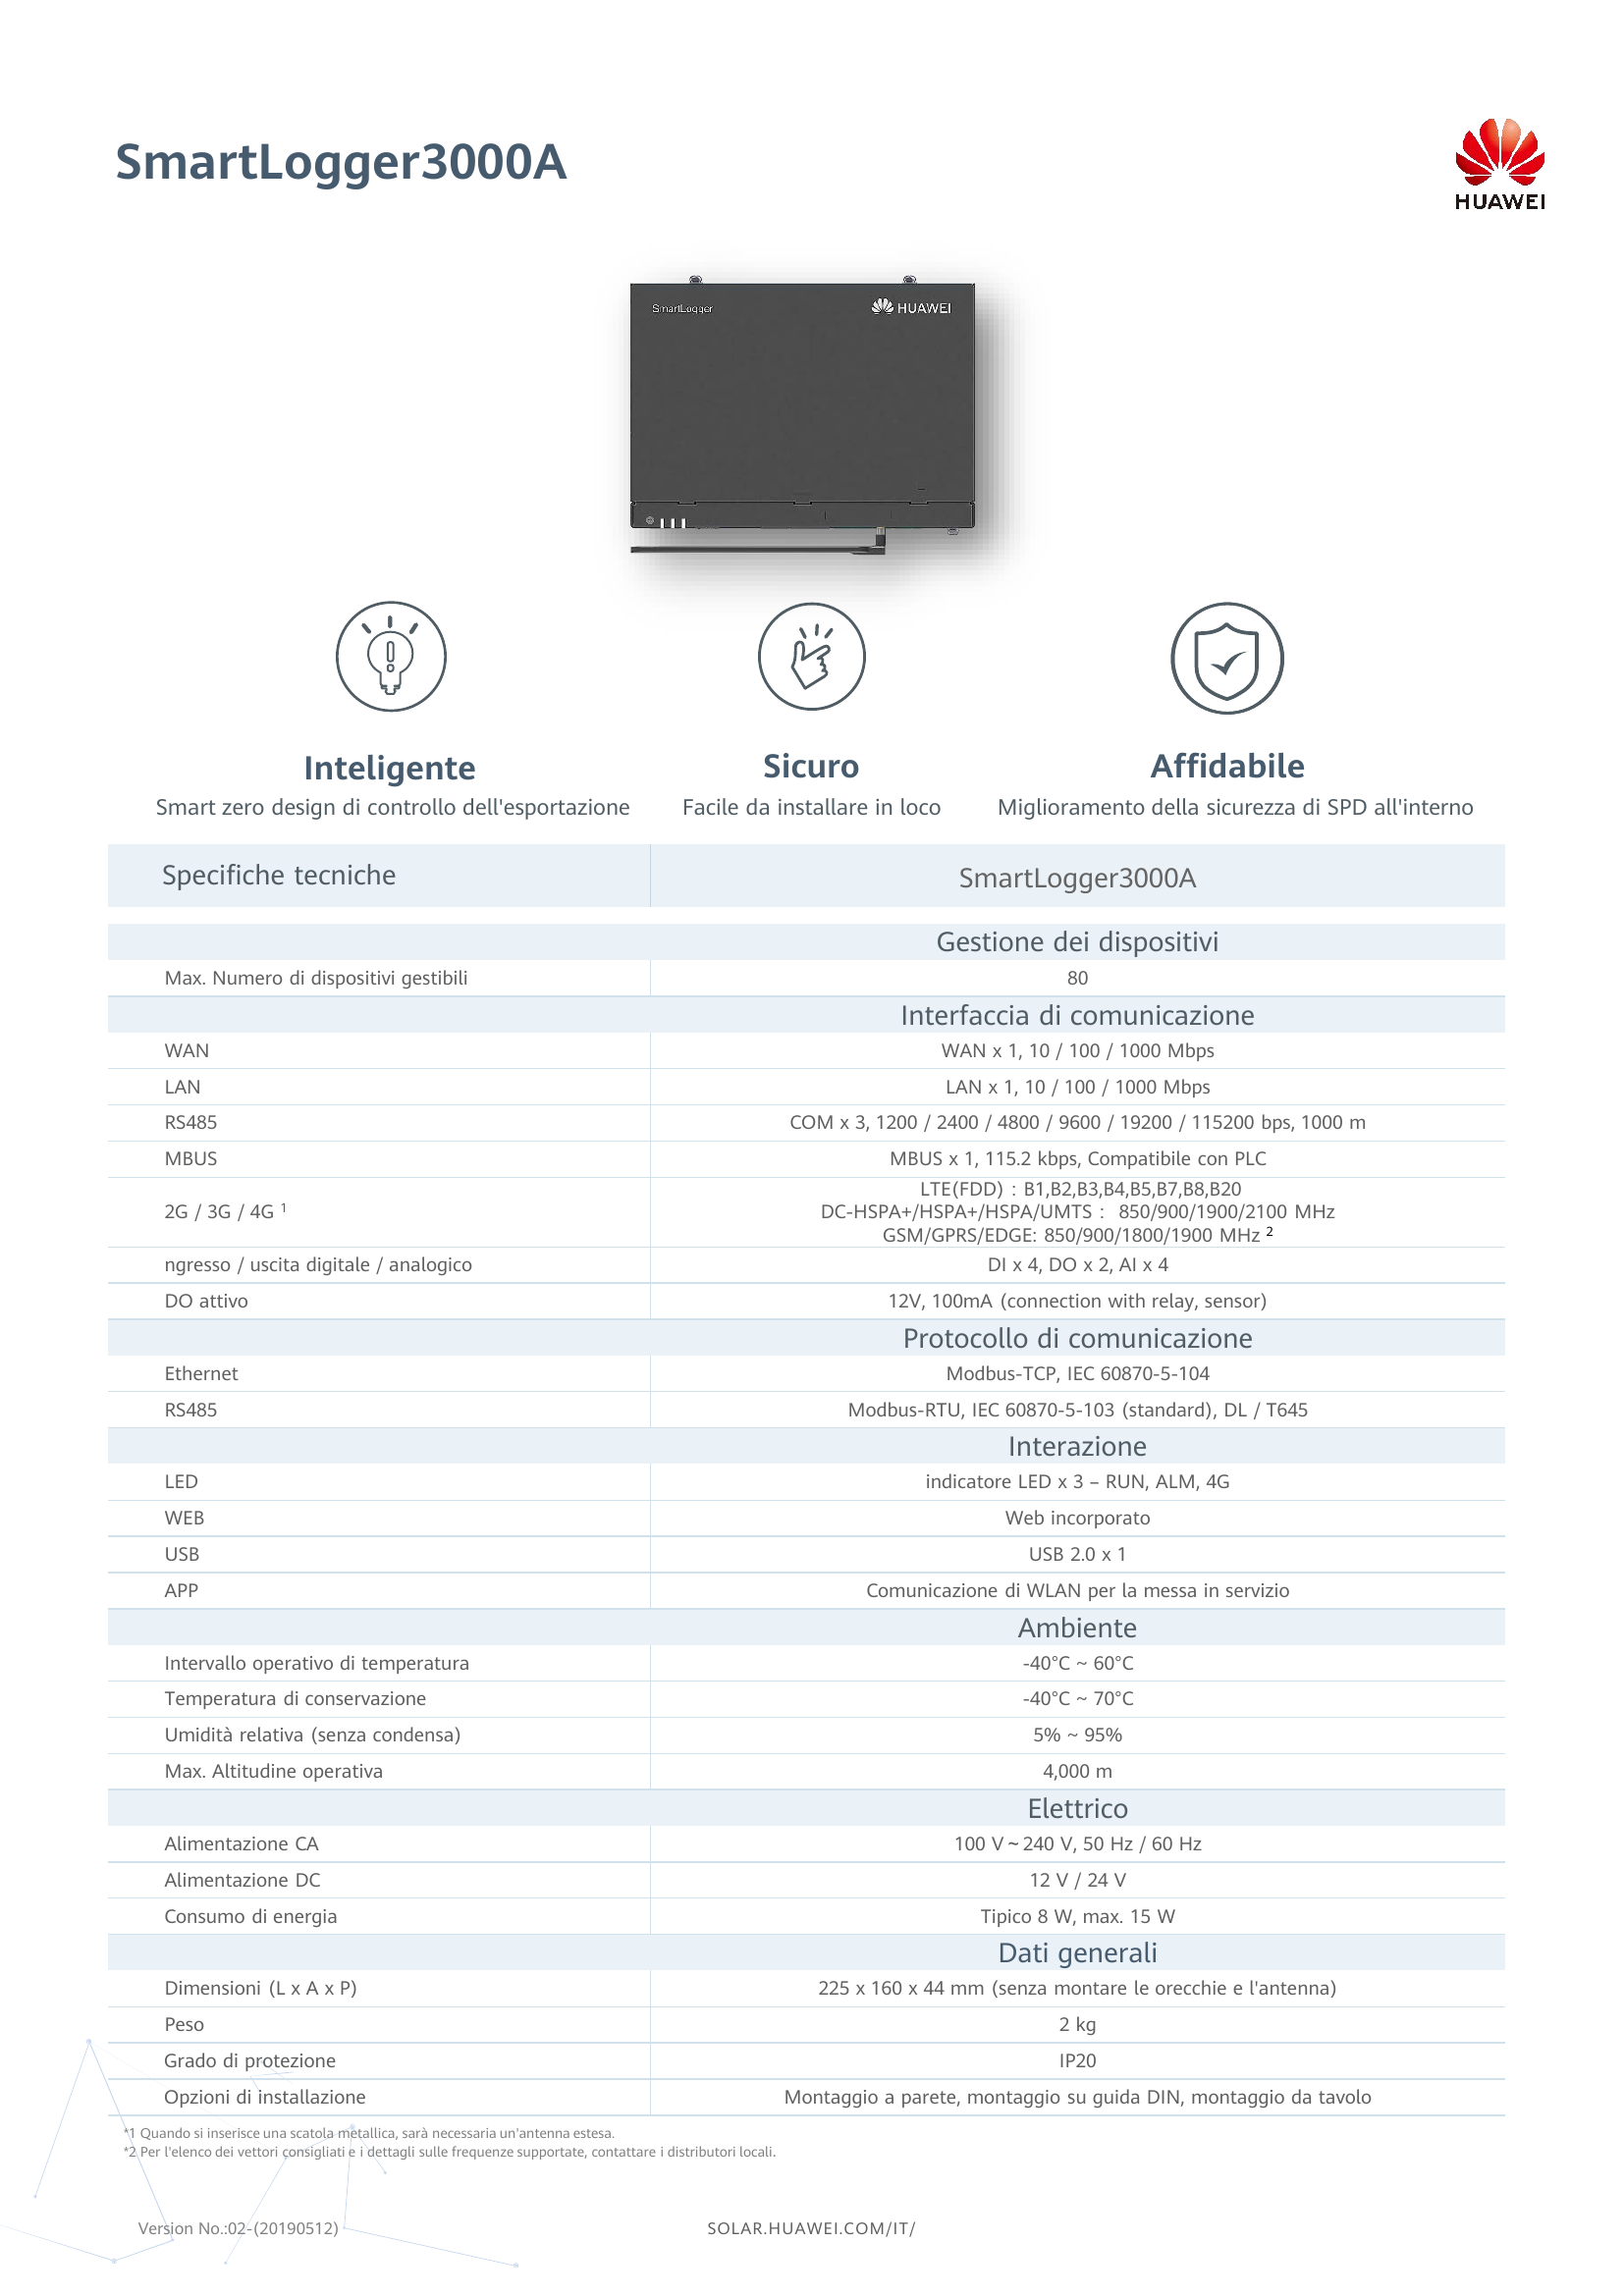 SmartLogger3000A
HUAWEI
SmartLogger
HUAWEI
Inteligente
Smart zero design di controllo dell'esportazione
Sicuro
Facile da installare in loco
Affidabile
Miglioramento della sicurezza di SPD all'interno
Specifiche tecniche SmartLogger3000A
Gestione dei dispositivi
Max. Numero di dispositivi gestibili 80
Interfaccia di comunicazione
WAN WAN x 1, 10 / 100 / 1000 Mbps
LAN LAN x 1, 10 / 100 / 1000 Mbps
RS485 COM x 3, 1200 / 2400 / 4800 / 9600 / 19200 / 115200 bps, 1000 m
MBUS MBUS x 1, 115.2 kbps, Compatibile con PLC
2G / 3G / 4G ¹
LTE(FDD) : B1,B2,B3,B4,B5,B7,B8,B20
DC-HSPA+/HSPA+/HSPA/UMTS : 850/900/1900/2100 MHz
GSM/GPRS/EDGE: 850/900/1800/1900 MHz ²
ngresso / uscita digitale / analogico DI x 4, DO x 2, AI x 4
DO attivo 12V, 100mA (connection with relay, sensor)
Protocollo di comunicazione
Ethernet Modbus-TCP, IEC 60870-5-104
RS485 Modbus-RTU, IEC 60870-5-103 (standard), DL / T645
Interazione
LED indicatore LED x 3 – RUN, ALM, 4G
WEB Web incorporato
USB USB 2.0 x 1
APP Comunicazione di WLAN per la messa in servizio
Ambiente
Intervallo operativo di temperatura -40°C ~ 60°C
Temperatura di conservazione -40°C ~ 70°C
Umidità relativa (senza condensa) 5% ~ 95%
Max. Altitudine operativa 4,000 m
Elettrico
Alimentazione CA 100 V ~ 240 V, 50 Hz / 60 Hz
Alimentazione DC 12 V / 24 V
Consumo di energia Tipico 8 W, max. 15 W
Dati generali
Dimensioni (L x A x P) 225 x 160 x 44 mm (senza montare le orecchie e l'antenna)
Peso 2 kg
Grado di protezione IP20
Opzioni di installazione Montaggio a parete, montaggio su guida DIN, montaggio da tavolo
*1 Quando si inserisce una scatola metallica, sarà necessaria un'antenna estesa.
*2 Per l'elenco dei vettori consigliati e i dettagli sulle frequenze supportate, contattare i distributori locali.
Version No.:02-(20190512) SOLAR.HUAWEI.COM/IT/